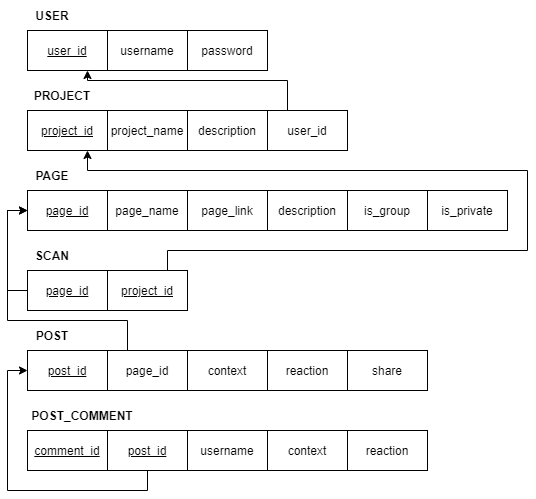 USER
user_id username password
PROJECT
project_id project_name description user_id
PAGE
page_id page_name page_link description is_group is_private
SCAN
page_id project_id
POST
post_id page_id context reaction share
POST_COMMENT
comment_id post_id username context reaction